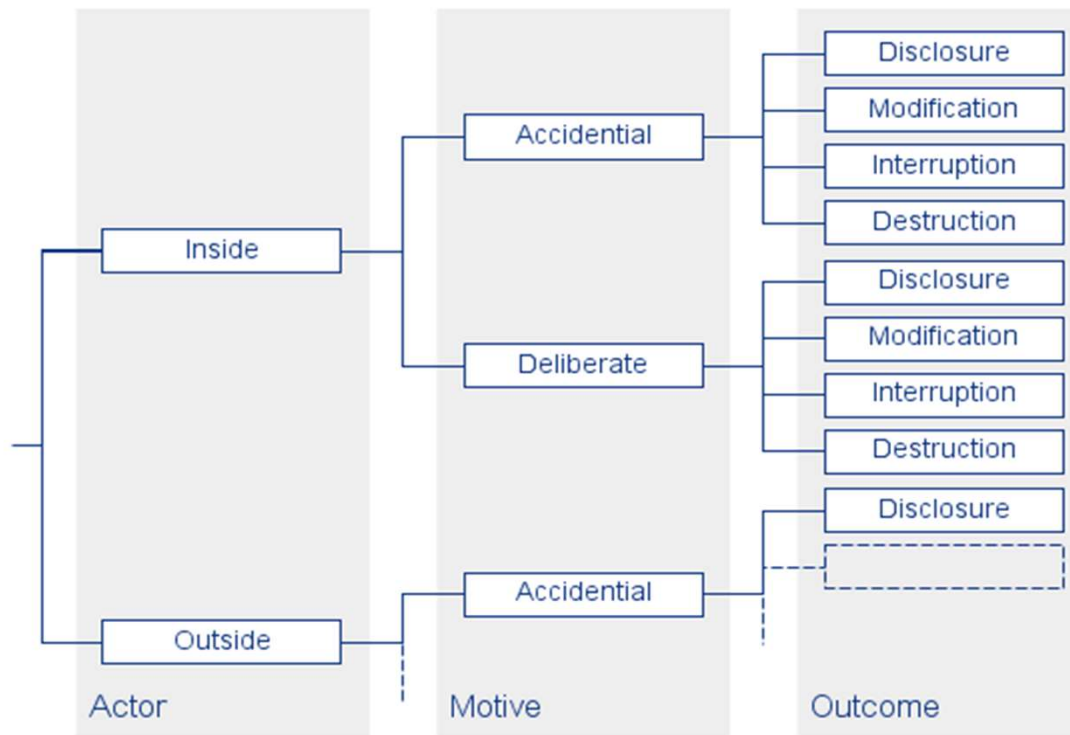 Disclosure
Modification
Accidential
Interruption
Destruction
Inside
Disclosure
Modification
Deliberate
Interruption
Destruction
Disclosure
Accidential
Outside
Actor
Motive
Outcome